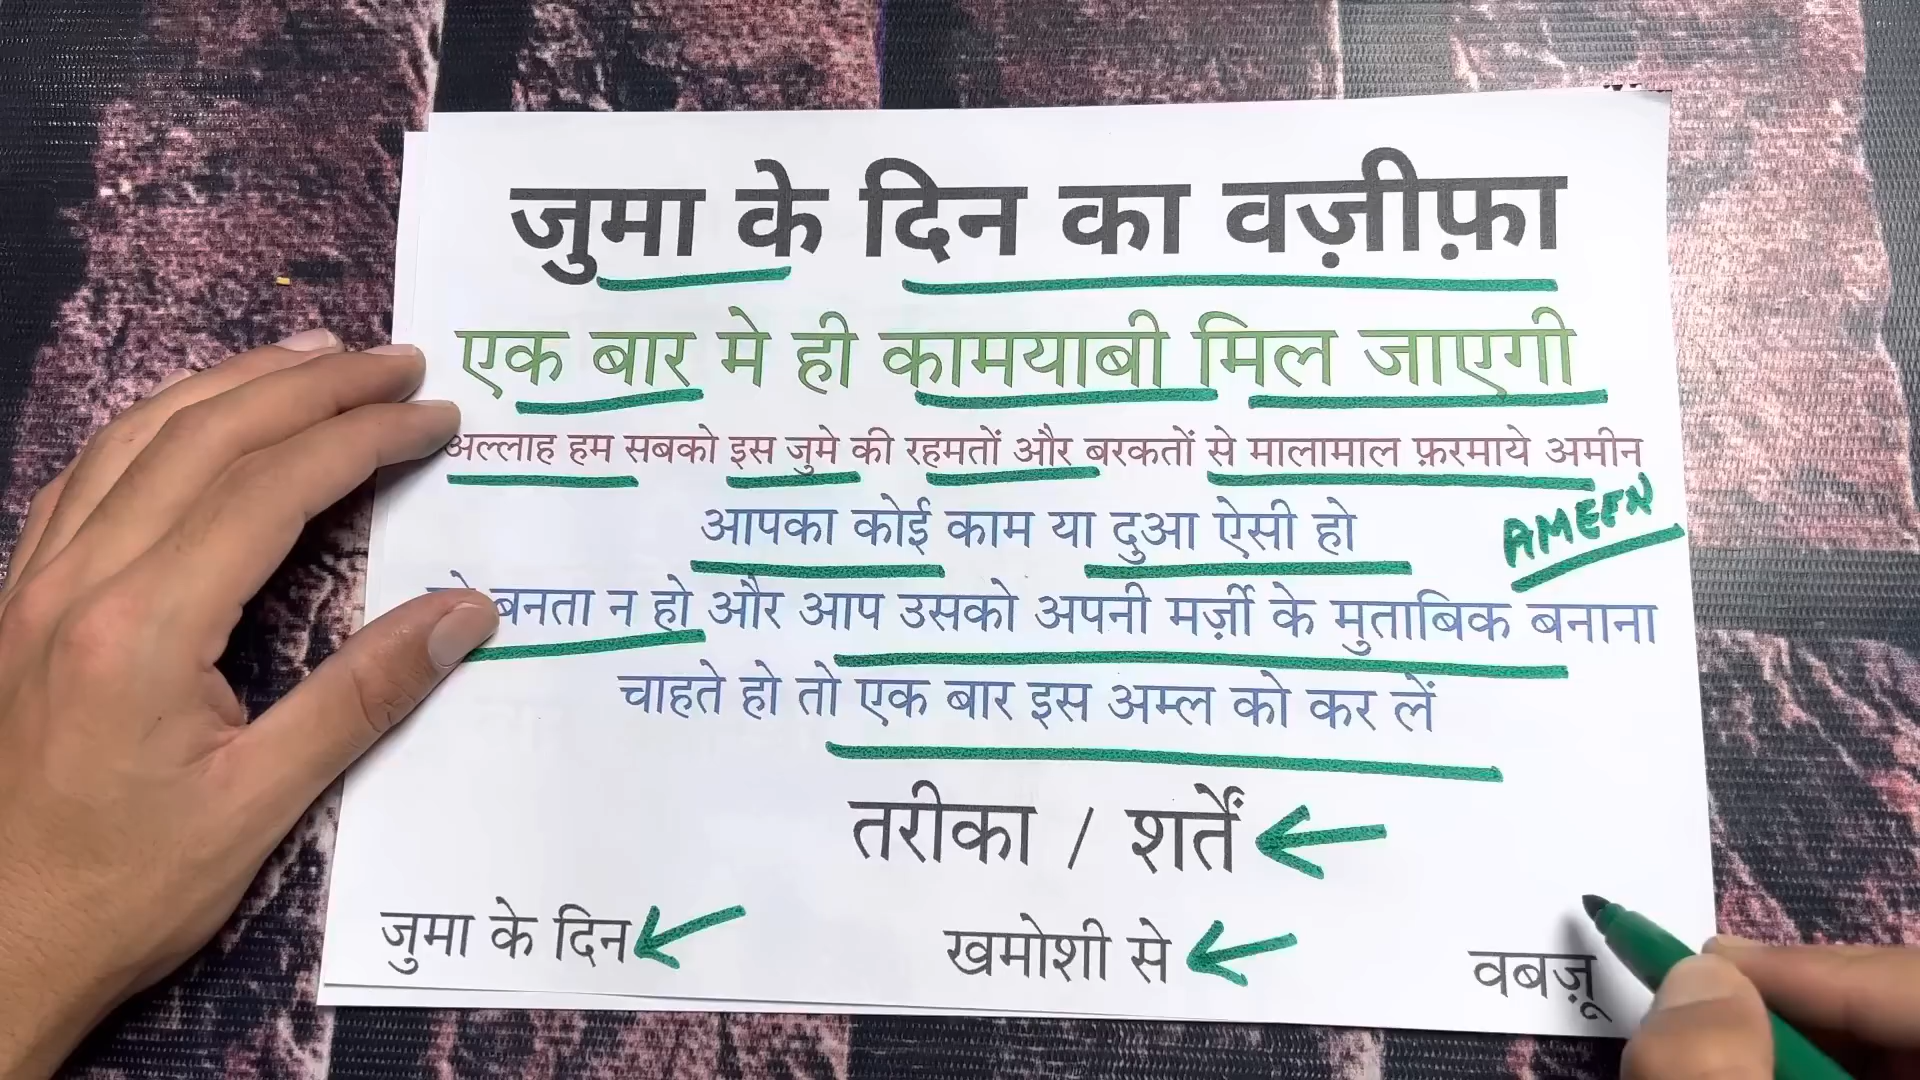 जुमा के दिन का वज़ीफ़ा
एक बार मे ही कामयाबी मिल जाएगी
अल्लाह हम सबको इस जुमे की रहमतों और बरकतों से मालामाल फ़रमाये अमीन
AMEEN
आपका कोई काम या दुआ ऐसी हो
बनता न हो और आप उसको अपनी मर्ज़ी के मुताबिक बनाना
चाहते हो तो एक बार इस अम्ल को कर लें
तरीका / शर्तें
जुमा के दिन खमोशी से वबज़ू